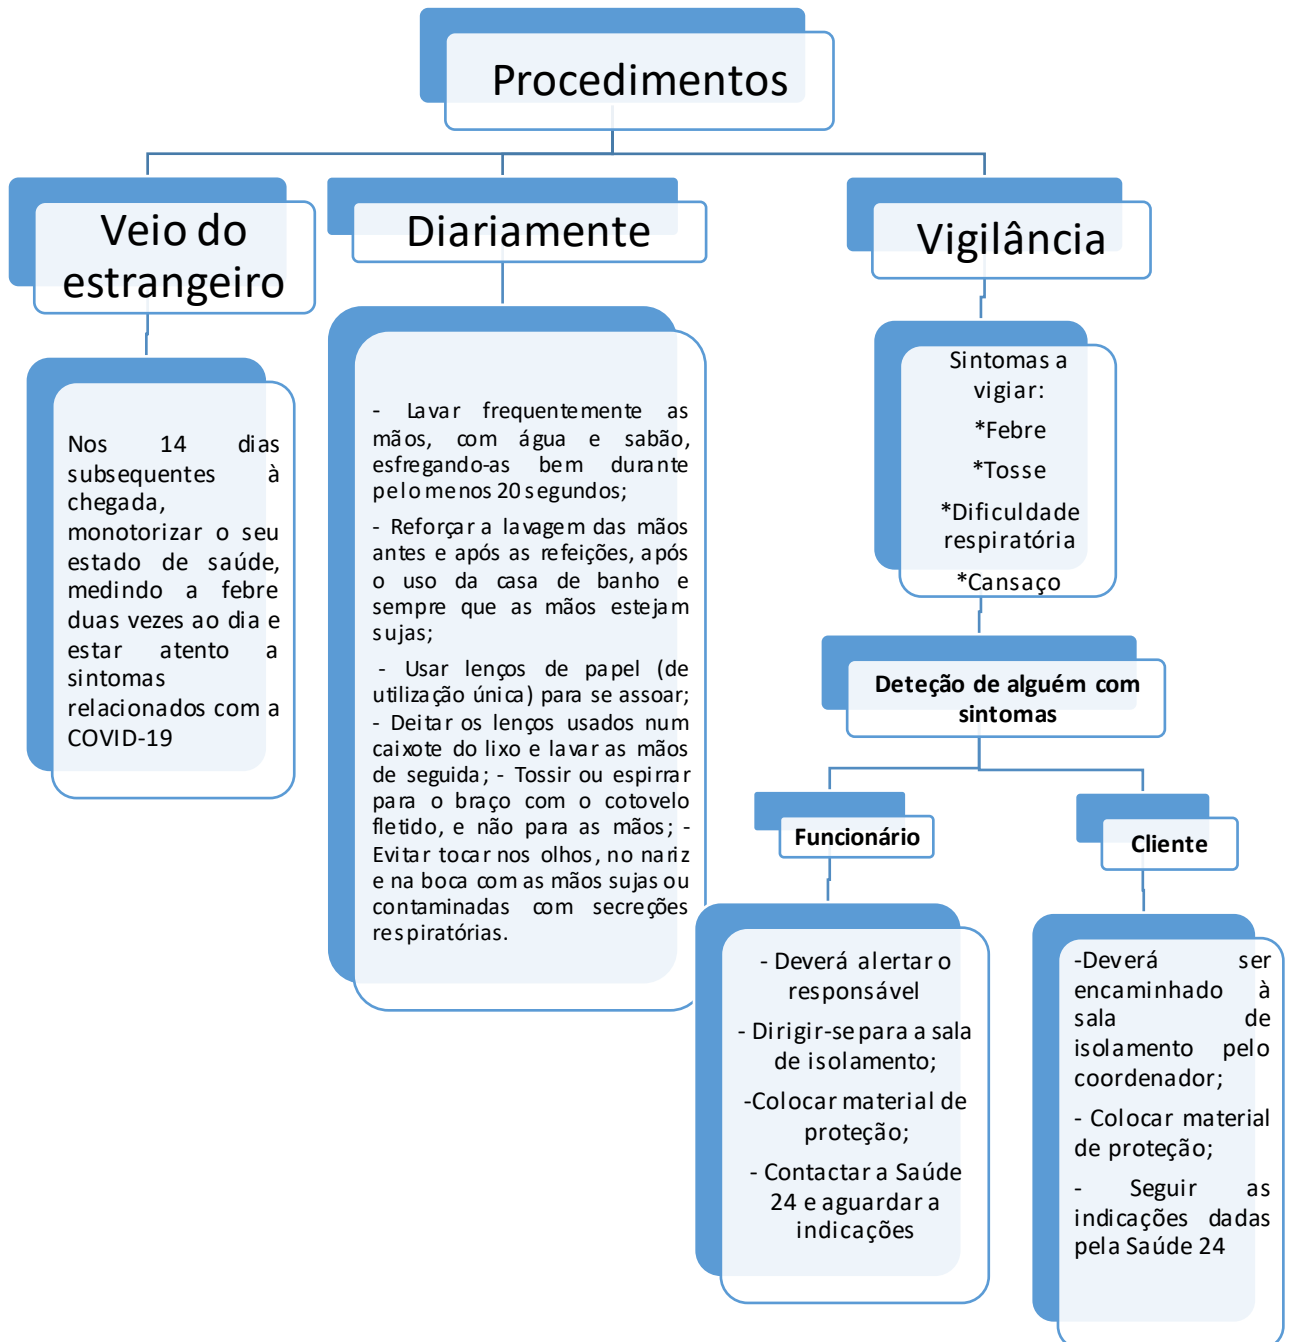 Procedimentos
Veio do
estrangeiro
Nos 14 dias
subsequentes à
chegada,
monotorizar o seu
estado de saúde,
medindo a febre
duas vezes ao dia e
estar atento a
sintomas
relacionados com a
COVID-19
Diariamente
- Lavar frequentemente as
mãos, com água e sabão,
esfregando-as bem durante
pelo menos 20 segundos;
- Reforçar a lavagem das mãos
antes e após as refeições, após
o uso da casa de banho e
sempre que as mãos estejam
sujas;
- Usar lenços de papel (de
utilização única) para se assoar;
- Deitar os lenços usados num
caixote do lixo e lavar as mãos
de seguida; - Tossir ou espirrar
para o braço com o cotovelo
fletido, e não para as mãos; -
Evitar tocar nos olhos, no nariz
e na boca com as mãos sujas ou
contaminadas com secreções
respiratórias.
Vigilância
Sintomas a
vigiar:
*Febre
*Tosse
*Dificuldade
respiratória
*Cansaço
Deteção de alguém com
sintomas
Funcionário
- Deverá alertar o
responsável
- Dirigir-se para a sala
de isolamento;
-Colocar material de
proteção;
- Contactar a Saúde
24 e aguardar a
indicações
Cliente
-Deverá ser
encaminhado à
sala de
isolamento pelo
coordenador;
- Colocar material
de proteção;
- Seguir as
indicações dadas
pela Saúde 24